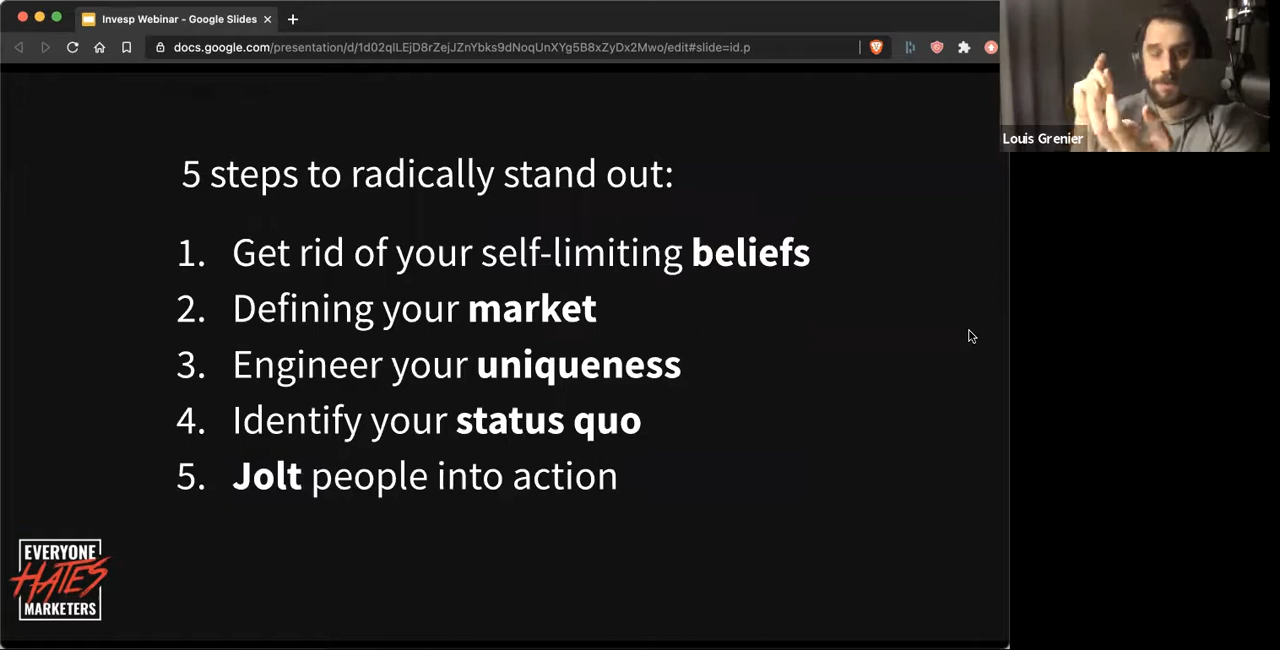 Invesp Webinar - Google Slides
docs.google.com/presentation/d/1d02qlLEjD8rZejJZnYbks9dNoqUnXYg5B8xZyDx2Mwo/edit#slide=id.p
Louis Grenier
5 steps to radically stand out:
1. Get rid of your self-limiting beliefs
2. Defining your market
3. Engineer your uniqueness
4. Identify your status quo
5. Jolt people into action
EVERYONE
HATES
MARKETERS